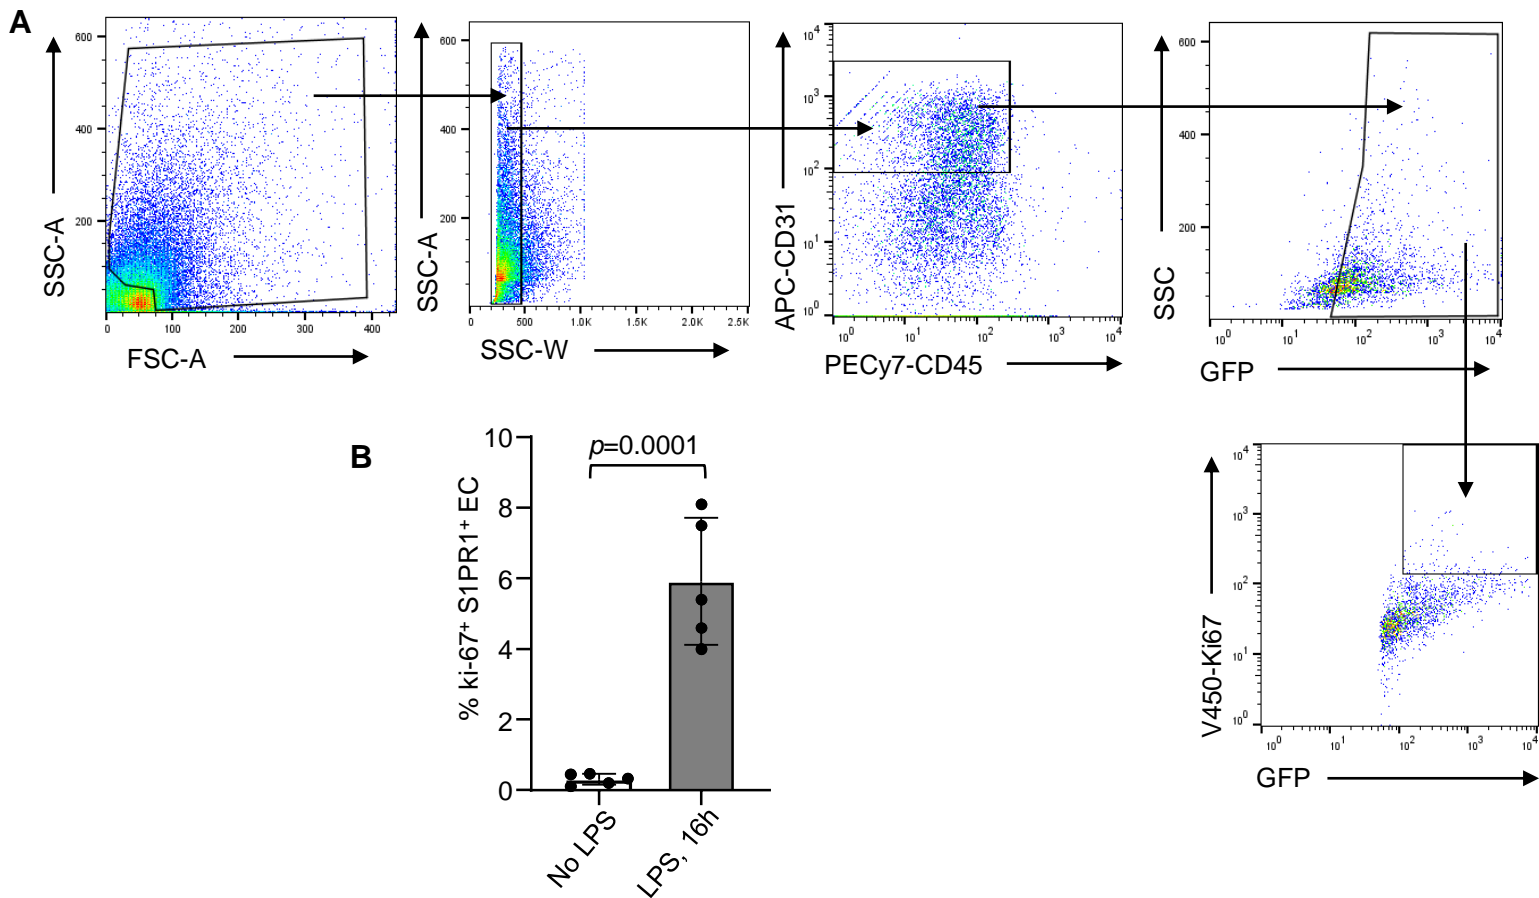 A
SSC-A
600
400
200
0
100
200
300
400
FSC-A
SSC-A
600
400
200
0
500
1.0K
1.5K
2.0K
2.5K
SSC-W
APC-CD31
10^4
10^3
10^2
10^1
10^0
10^0
10^1
10^2
10^3
10^4
PECy7-CD45
SSC
600
400
200
10^0
10^1
10^2
10^3
10^4
GFP
B
% ki-67+ S1PR1+ EC
10
8
6
4
2
0
p=0.0001
No LPS
LPS, 16h
V450-Ki67
10^4
10^3
10^2
10^1
10^0
10^0
10^1
10^2
10^3
10^4
GFP